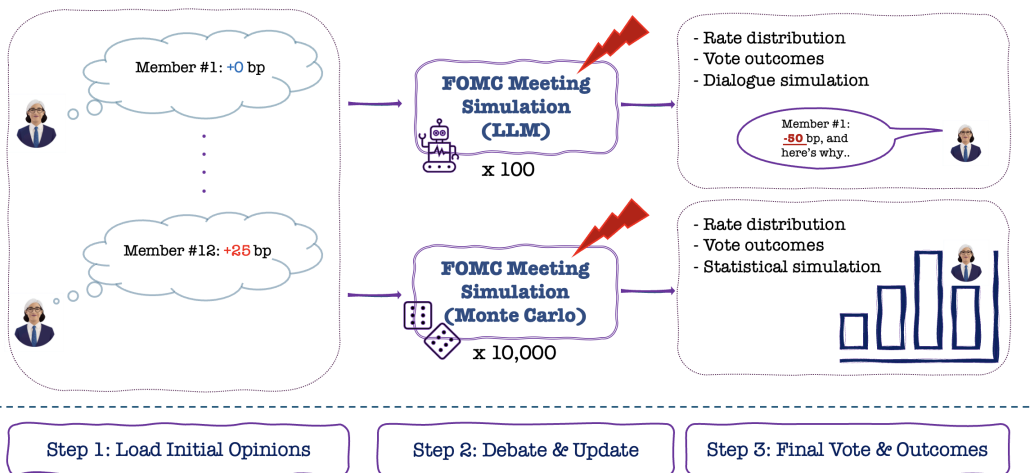 Member #1: +0 bp
Member #12: +25 bp
FOMC Meeting
Simulation
(LLM)
x 100
FOMC Meeting
Simulation
(Monte Carlo)
x 10,000
- Rate distribution
- Vote outcomes
- Dialogue simulation
Member #1:
-50 bp, and
here's why..
- Rate distribution
- Vote outcomes
- Statistical simulation
Step 1: Load Initial Opinions
Step 2: Debate & Update
Step 3: Final Vote & Outcomes